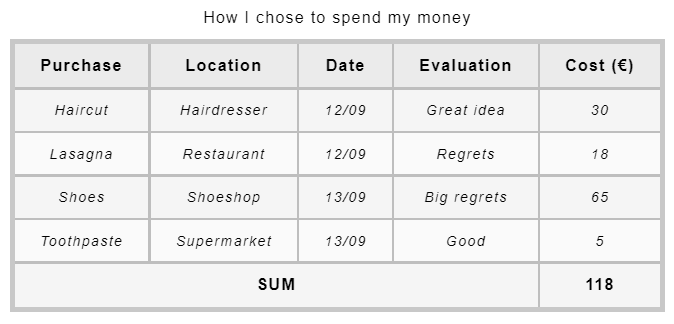 How I chose to spend my money
Purchase Location Date Evaluation Cost (€)
Haircut Hairdresser 12/09 Great idea 30
Lasagna Restaurant 12/09 Regrets 18
Shoes Shoeshop 13/09 Big regrets 65
Toothpaste Supermarket 13/09 Good 5
SUM 118